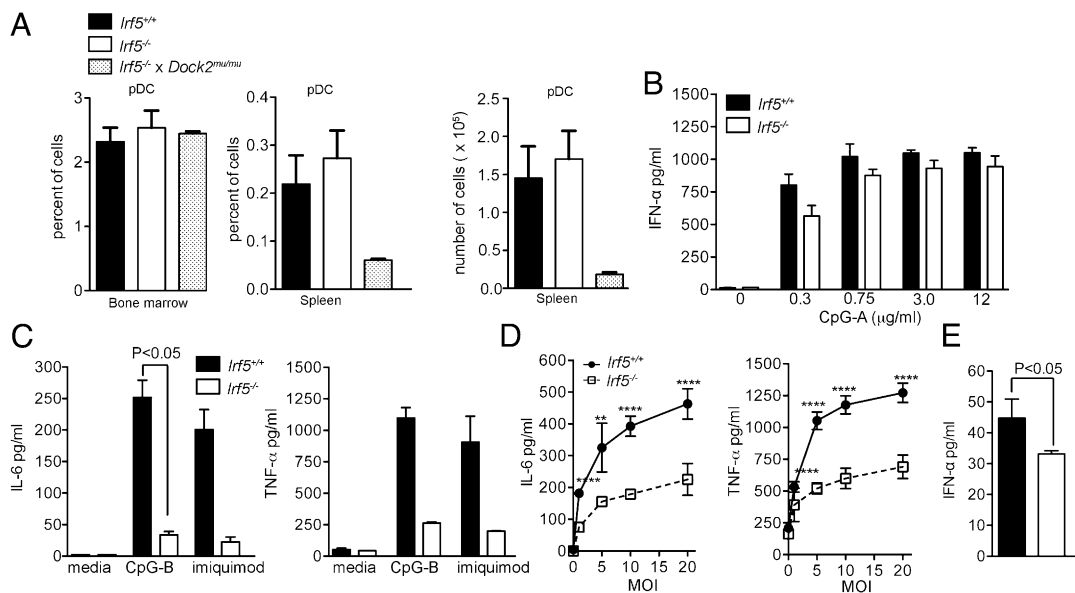 A
Irf5+/+
Irf5-/-
Irf5-/- x Dock2mu/mu
pDC
percent of cells
3
2
1
0
Bone marrow
pDC
percent of cells
0.4
0.3
0.2
0.1
0.0
Spleen
pDC
number of cells ( x 10⁵)
2.5
2.0
1.5
1.0
0.5
0.0
Spleen
B
Irf5+/+
Irf5-/-
IFN-α pg/ml
1500
1250
1000
750
500
250
0
0 0.3 0.75 3.0 12
CpG-A (μg/ml)
C
P<0.05
Irf5+/+
Irf5-/-
IL-6 pg/ml
300
250
200
150
100
50
0
media CpG-B imiquimod
TNF-α pg/ml
1500
1250
1000
750
500
250
0
media CpG-B imiquimod
D
Irf5+/+
Irf5-/-
IL-6 pg/ml
600
500
400
300
200
100
0
****
**
****
****
0 5 10 15 20
MOI
TNF-α pg/ml
1500
1250
1000
750
500
250
0
****
****
****
****
0 5 10 15 20
MOI
E
P<0.05
IFN-α pg/ml
60
50
40
30
20
10
0